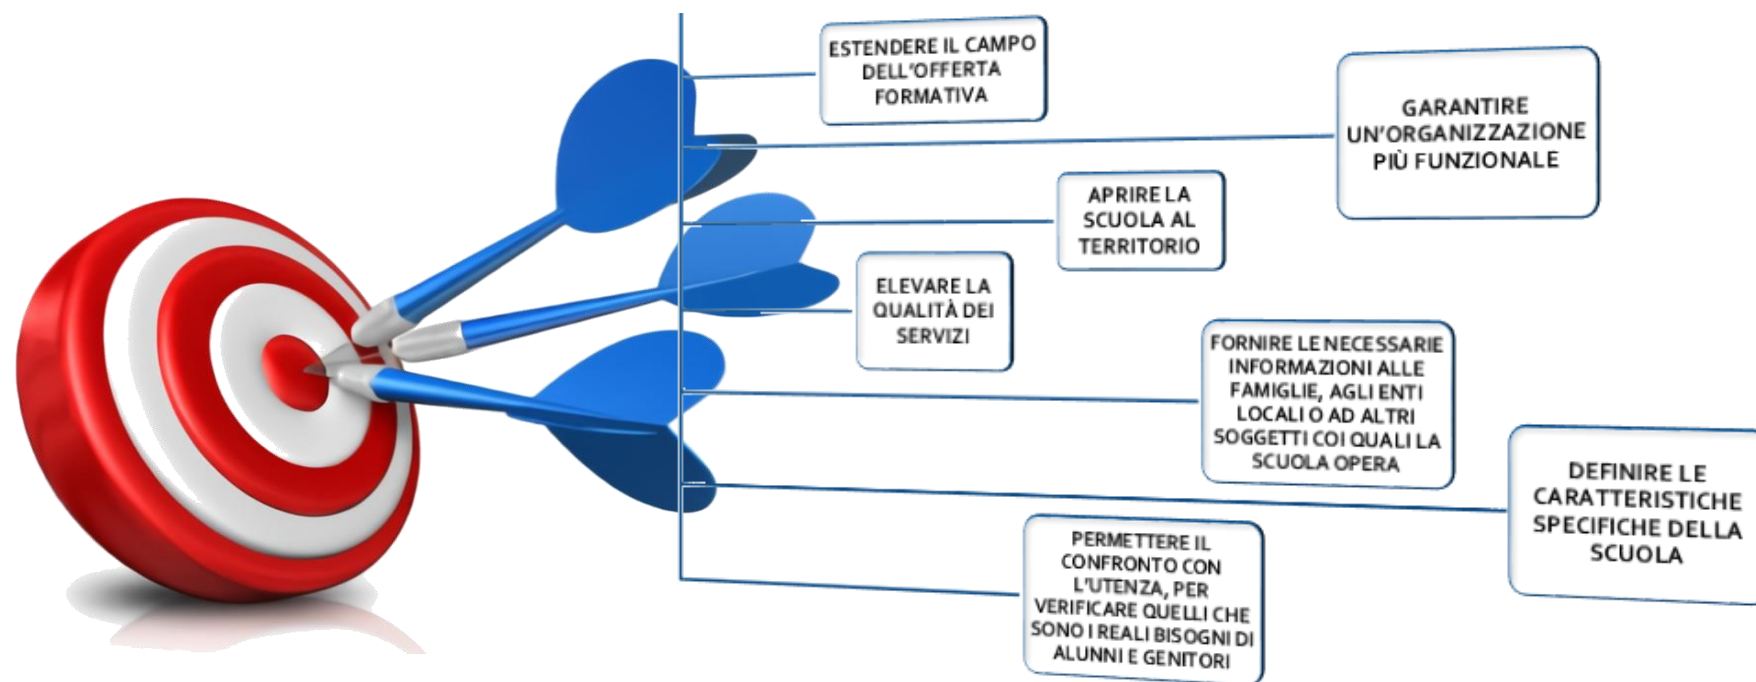 ESTENDERE IL CAMPO
DELL'OFFERTA
FORMATIVA
GARANTIRE
UN'ORGANIZZAZIONE
PIÙ FUNZIONALE
APRIRE LA
SCUOLA AL
TERRITORIO
ELEVARE LA
QUALITÀ DEI
SERVIZI
FORNIRE LE NECESSARIE
INFORMAZIONI ALLE
FAMIGLIE, AGLI ENTI
LOCALI O AD ALTRI
SOGGETTI COI QUALI LA
SCUOLA OPERA
DEFINIRE LE
CARATTERISTICHE
SPECIFICHE DELLA
SCUOLA
PERMETTERE IL
CONFRONTO CON
L'UTENZA, PER
VERIFICARE QUELLI CHE
SONO I REALI BISOGNI DI
ALUNNI E GENITORI